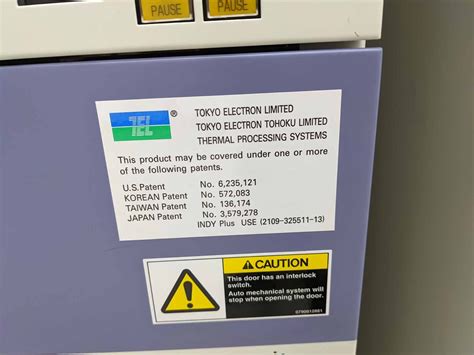 PAUSE PAUSE
TEL ®
TOKYO ELECTRON LIMITED
TOKYO ELECTRON TOHOKU LIMITED
THERMAL PROCESSING SYSTEMS
This product may be covered under one or more
of the following patents.
U.S.Patent No. 6,235,121
KOREAN Patent No. 572,083
TAIWAN Patent No. 136,174
JAPAN Patent No. 3,579,278
INDY Plus USE (2109-325511-13)
CAUTION
This door has an interlock
switch.
Auto mechanical system will
stop when opening the door.